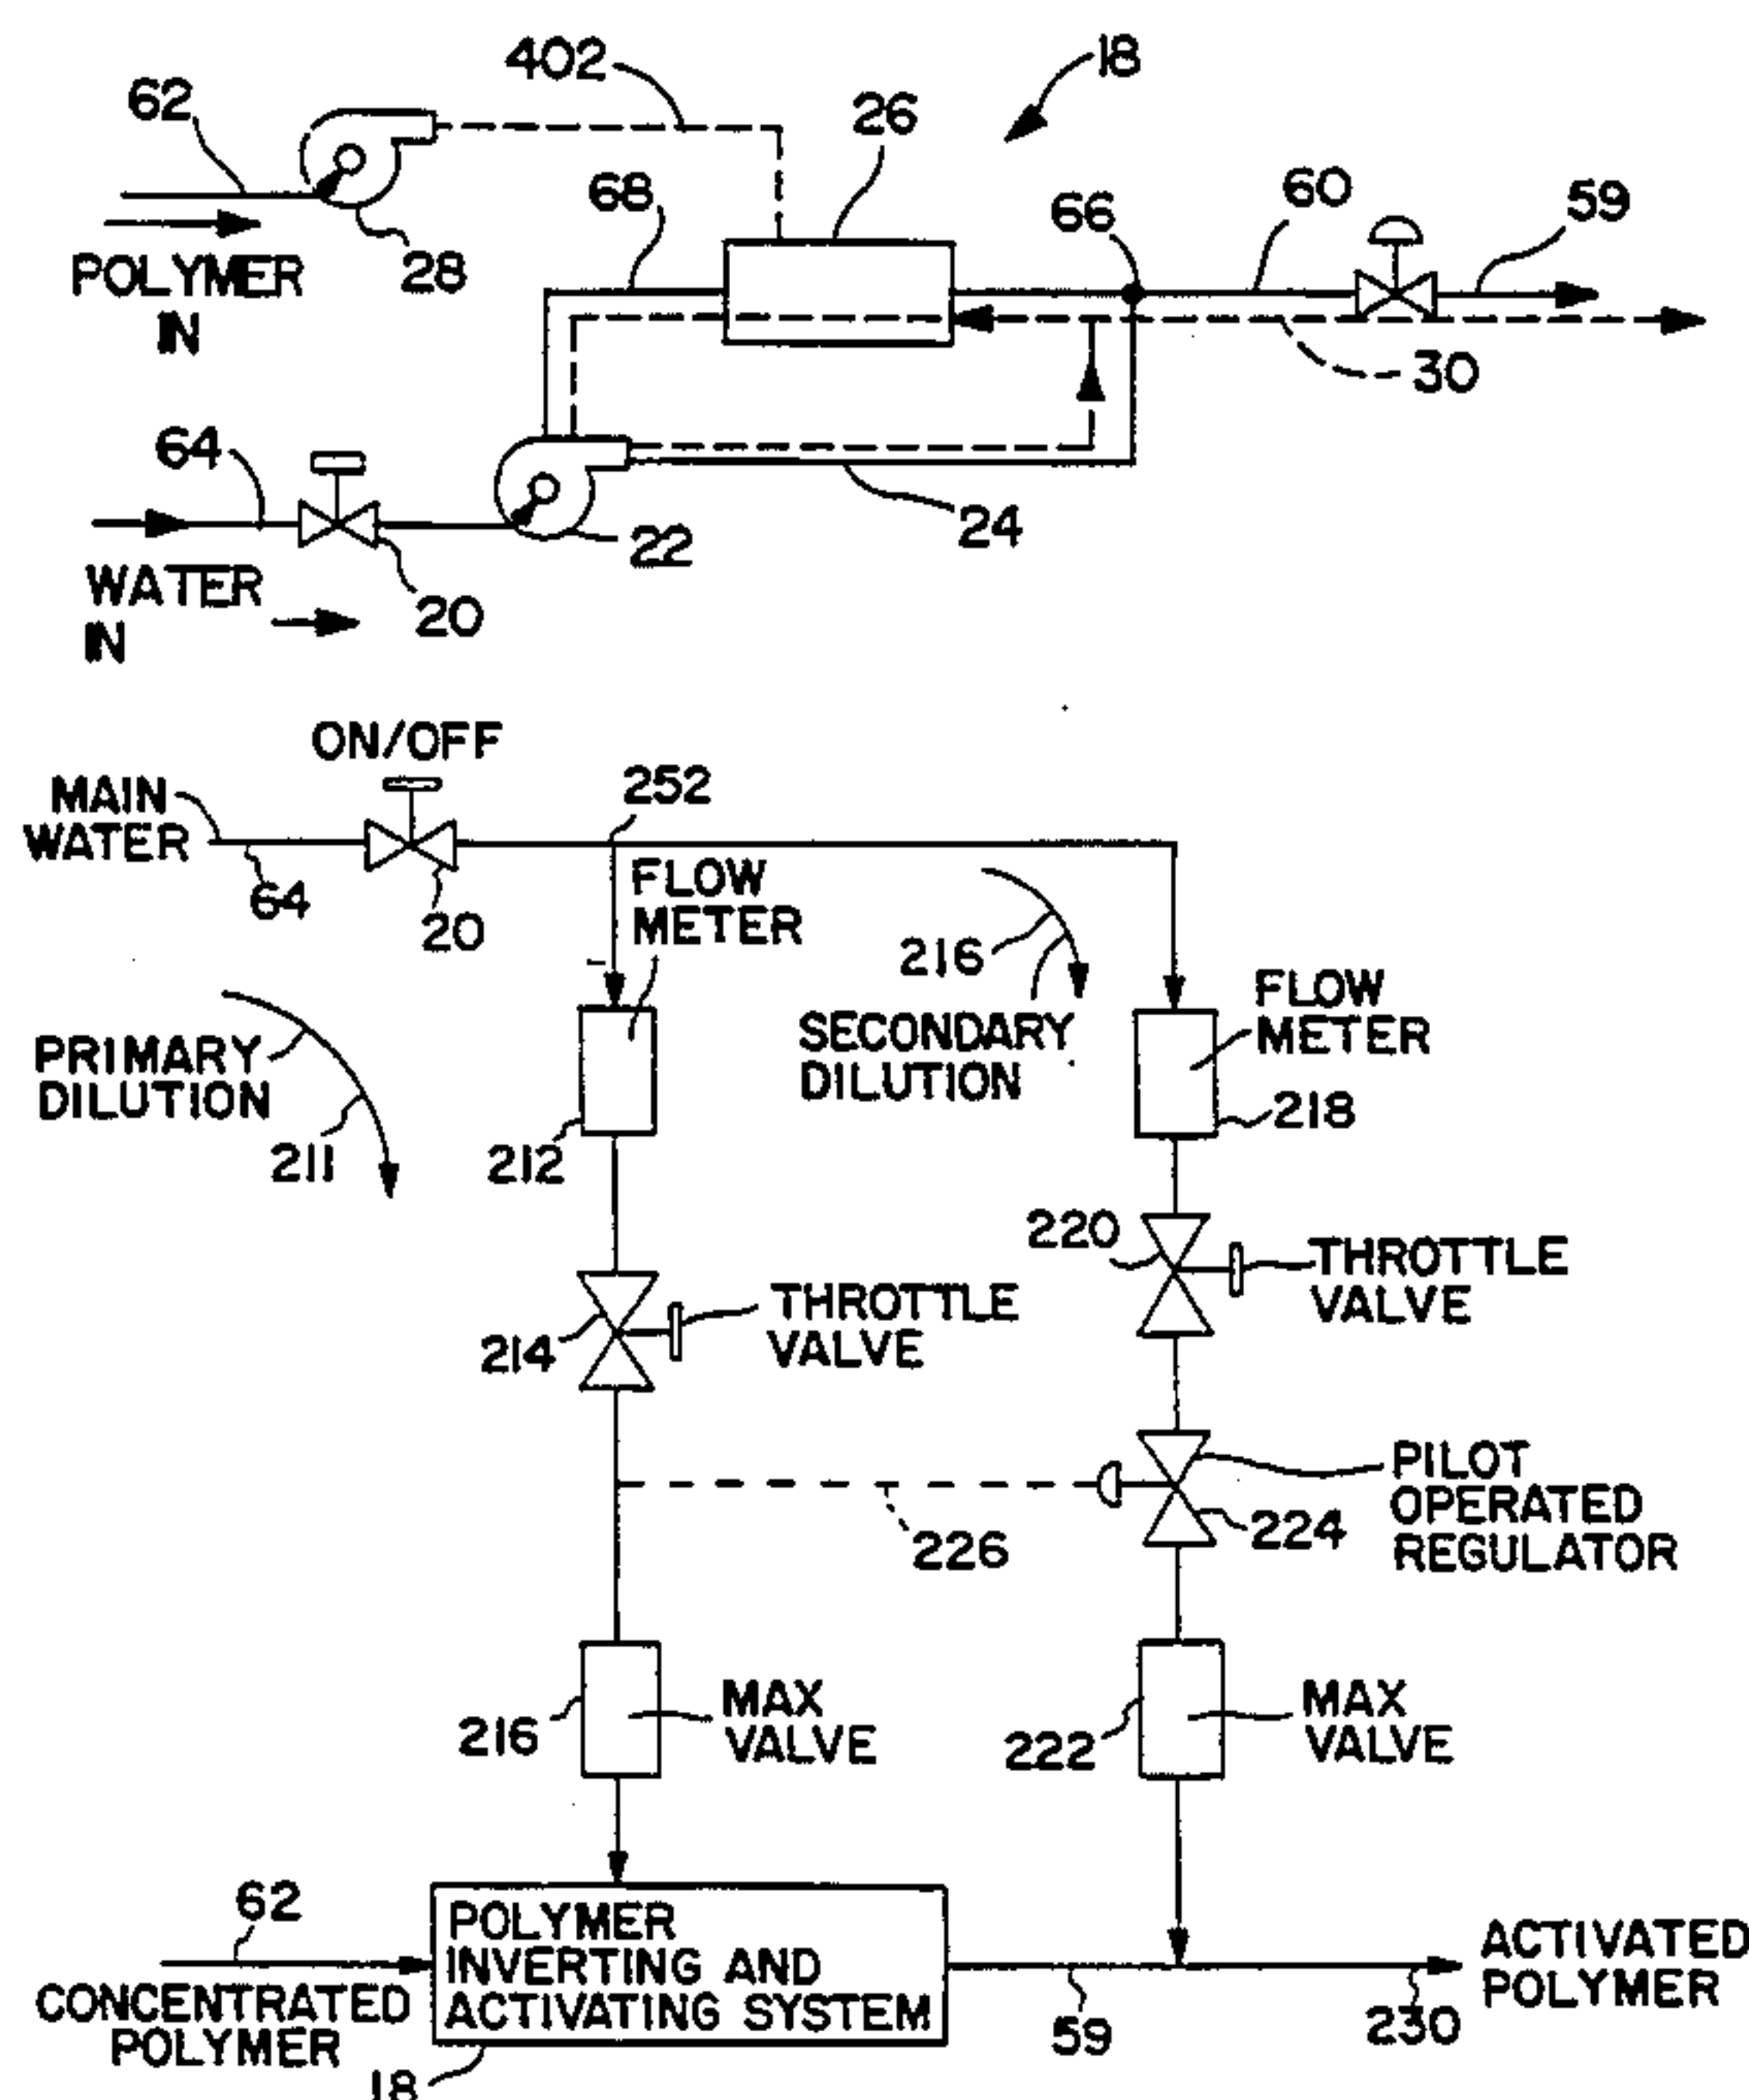 402
18
62
26
68
66
60
59
28
POLYMER
IN
30
64
24
22
WATER
IN
20
ON/OFF
252
MAIN
WATER
64
20
FLOW
METER
216
FLOW
METER
PRIMARY
DILUTION
SECONDARY
DILUTION
211
212
218
220
THROTTLE
VALVE
THROTTLE
VALVE
214
PILOT
OPERATED
REGULATOR
226
224
216
MAX
VALVE
222
MAX
VALVE
62
POLYMER
INVERTING AND
ACTIVATING SYSTEM
ACTIVATED
POLYMER
CONCENTRATED
POLYMER
59
230
18